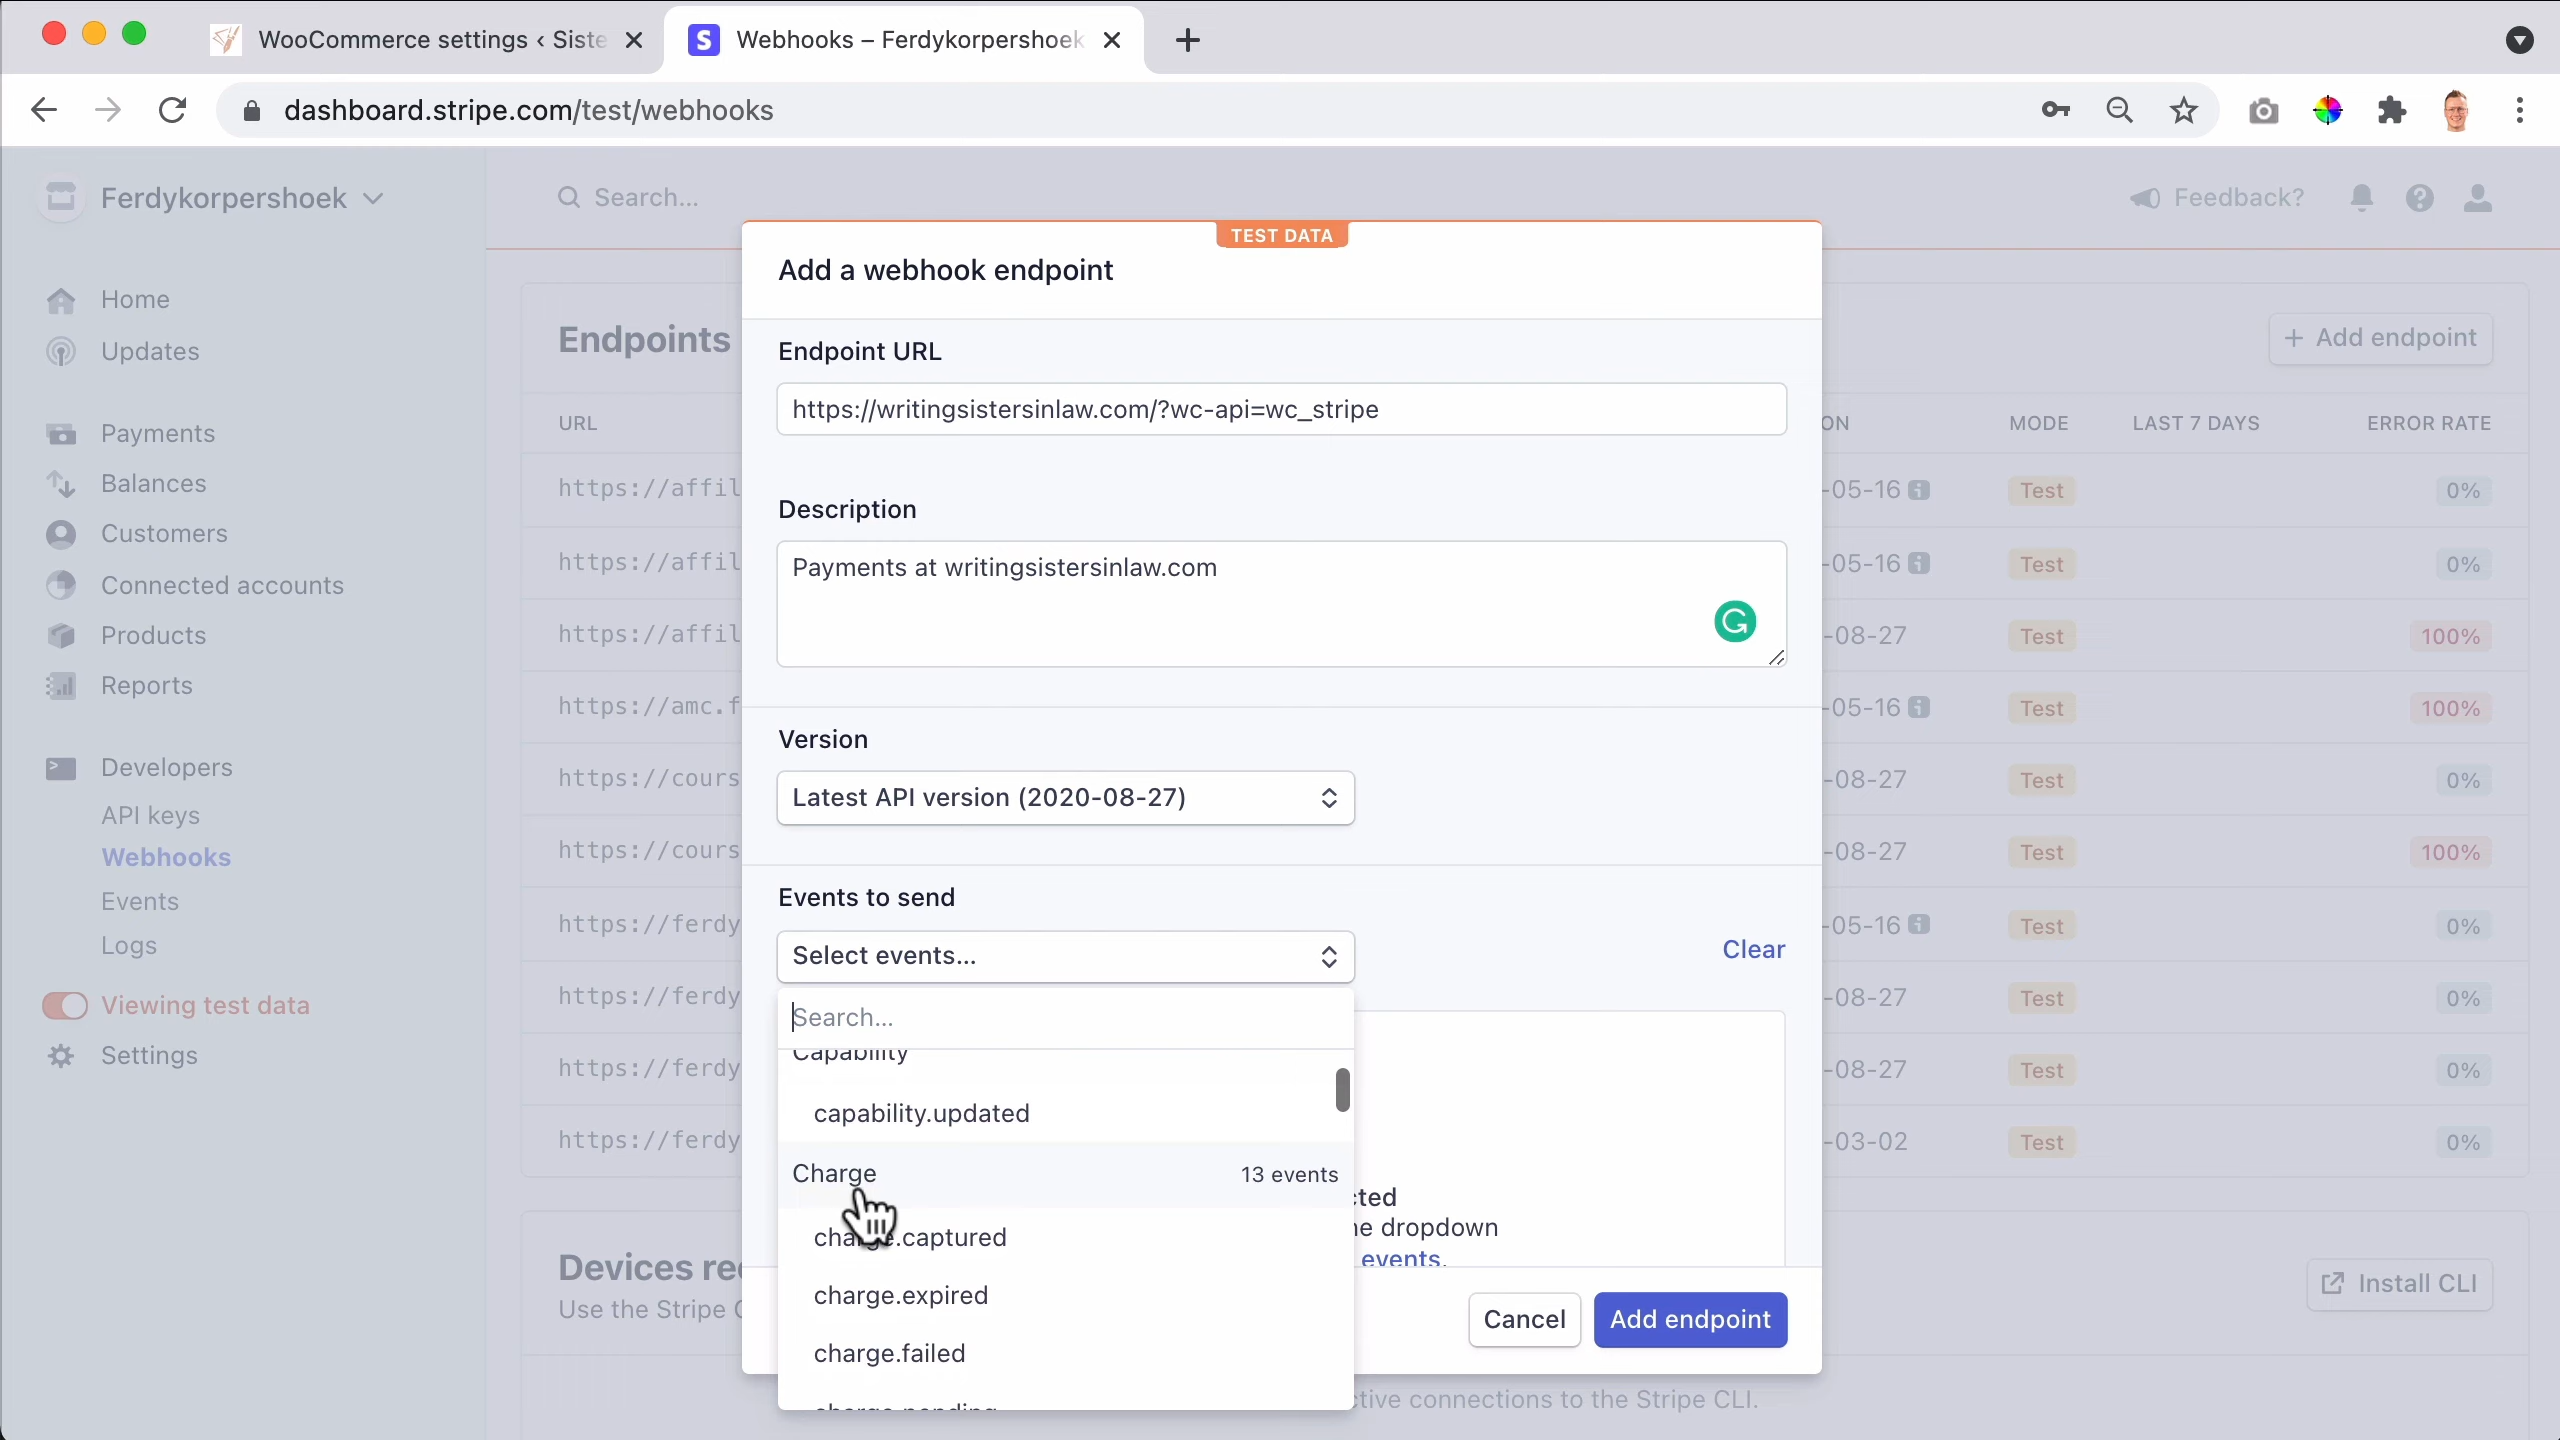 WooCommerce settings ‹ Siste
S Webhooks – Ferdykorpershoek
dashboard.stripe.com/test/webhooks
Ferdykorpershoek
Search...
Feedback?
TEST DATA
Add a webhook endpoint
Home
Updates
Payments
Balances
Customers
Connected accounts
Products
Reports
Developers
API keys
Webhooks
Events
Logs
Viewing test data
Settings
Endpoints
+ Add endpoint
URL
ON MODE LAST 7 DAYS ERROR RATE
https://affil -05-16 Test 0%
https://affil -05-16 Test 0%
https://affil -08-27 Test 100%
https://amc.f -05-16 Test 100%
https://cours -08-27 Test 0%
https://cours -08-27 Test 100%
https://ferdy -05-16 Test 0%
https://ferdy -08-27 Test 0%
https://ferdy -08-27 Test 0%
https://ferdy -03-02 Test 0%
Endpoint URL
https://writingsistersinlaw.com/?wc-api=wc_stripe
Description
Payments at writingsistersinlaw.com
Version
Latest API version (2020-08-27)
Events to send
Select events...
Clear
Search...
Capability
capability.updated
Charge 13 events
charge.captured
charge.expired
charge.failed
charge.pending
cted
he dropdown
events.
Cancel
Add endpoint
Devices rec
Use the Stripe C
Install CLI
ctive connections to the Stripe CLI.